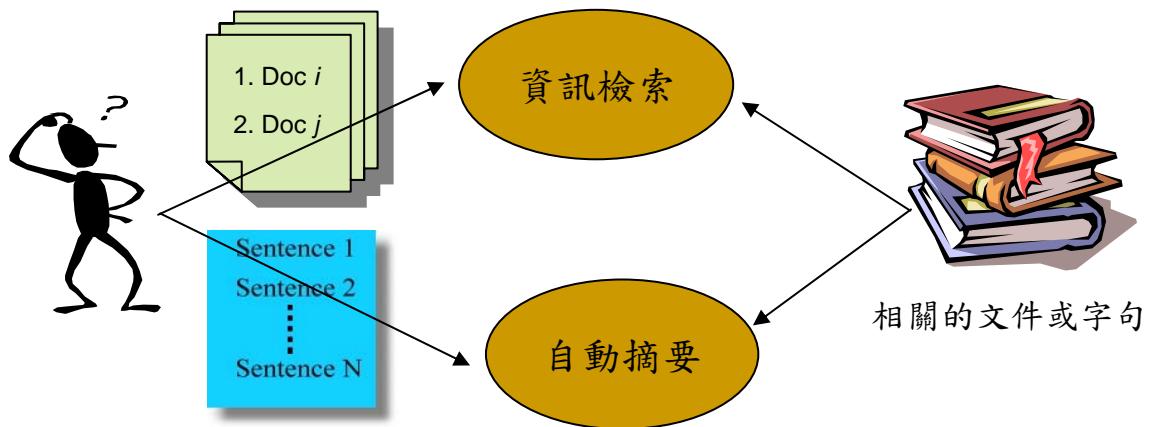 ?
1. Doc i
2. Doc j
資訊檢索
Sentence 1
Sentence 2
Sentence N
自動摘要
相關的文件或字句